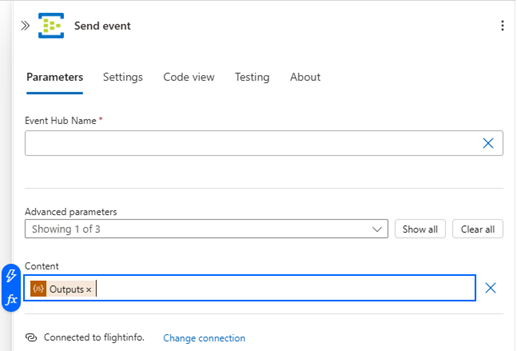 Send event
Parameters Settings Code view Testing About
Event Hub Name *
Advanced parameters
Showing 1 of 3 Show all Clear all
Content
fx {x} Outputs ×
Connected to flightinfo. Change connection